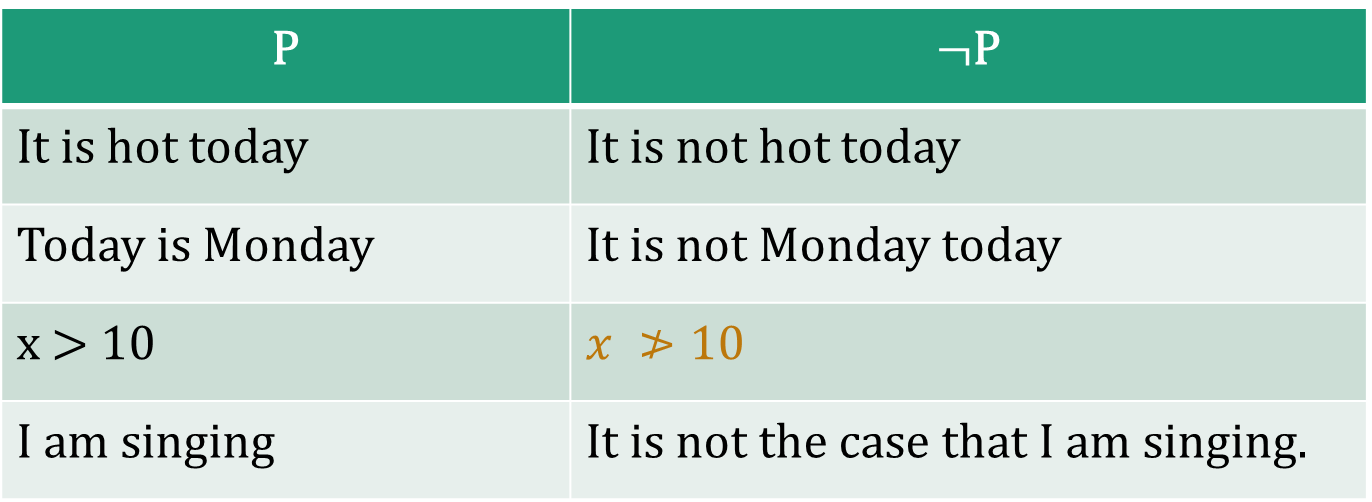 P ¬P
It is hot today It is not hot today
Today is Monday It is not Monday today
x > 10 x ≯ 10
I am singing It is not the case that I am singing.